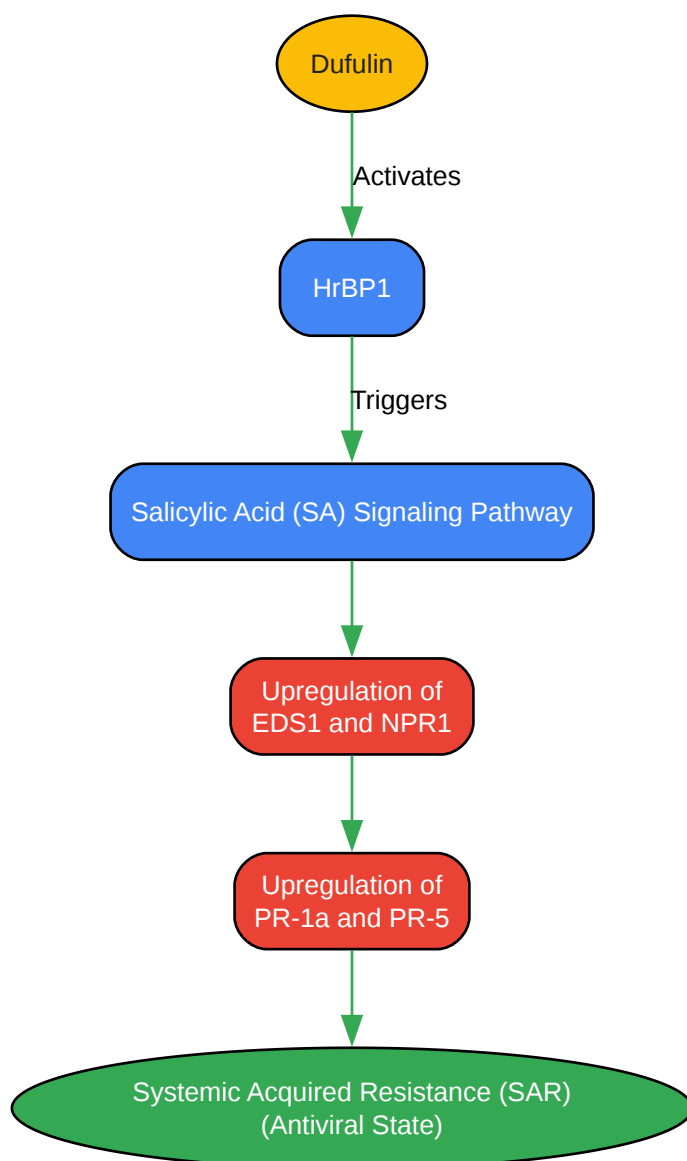 Dufulin
Activates
HrBP1
Triggers
Salicylic Acid (SA) Signaling Pathway
Upregulation of
EDS1 and NPR1
Upregulation of
PR-1a and PR-5
Systemic Acquired Resistance (SAR)
(Antiviral State)